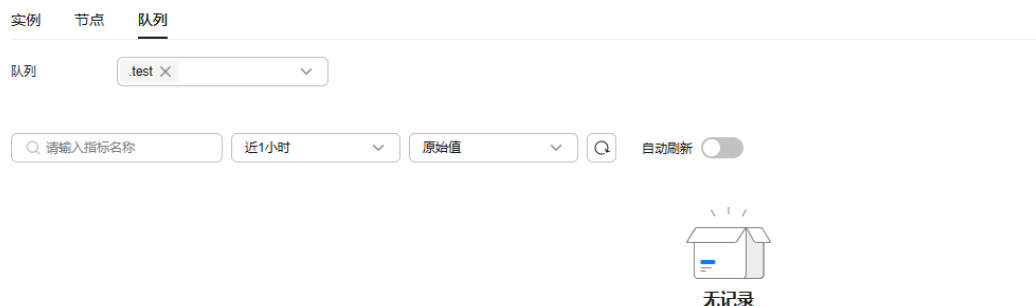 实例 节点 队列
队列 .test
请输入指标名称 近1小时 原始值 自动刷新
无记录